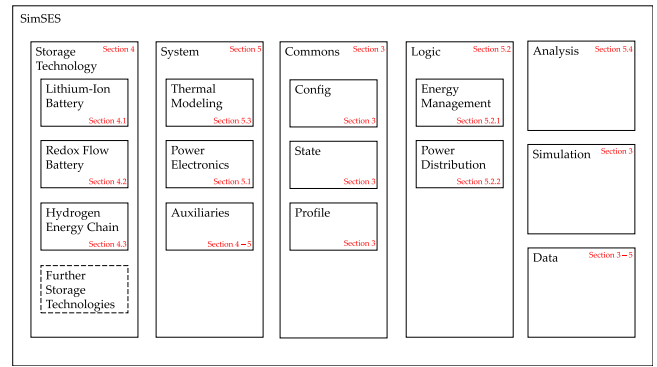 SimSES
Storage
Technology
Section 4
Lithium-Ion
Battery
Section 4.1
Redox Flow
Battery
Section 4.2
Hydrogen
Energy Chain
Section 4.3
Further
Storage
Technologies
System
Section 5
Thermal
Modeling
Section 5.3
Power
Electronics
Section 5.1
Auxiliaries
Section 4−5
Commons
Section 3
Config
Section 3
State
Section 3
Profile
Section 3
Logic
Section 5.2
Energy
Management
Section 5.2.1
Power
Distribution
Section 5.2.2
Analysis
Section 5.4
Simulation
Section 3
Data
Section 3−5